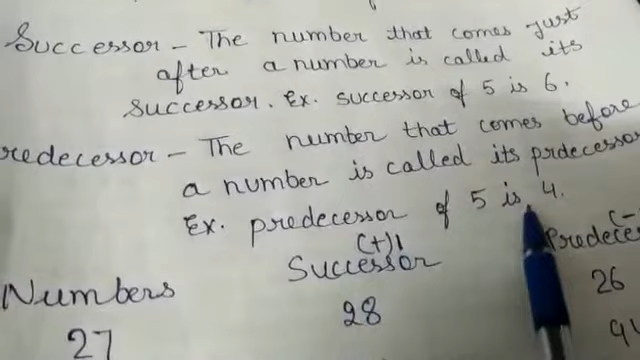 Successor - The number that comes just
after a number is called its
successor. Ex. successor of 5 is 6.
redecessor - The number that comes before
a number is called its prdecessor
Ex. predecessor of 5 is 4.
(+)1 (-
Numbers Successor Predece
27 28 26